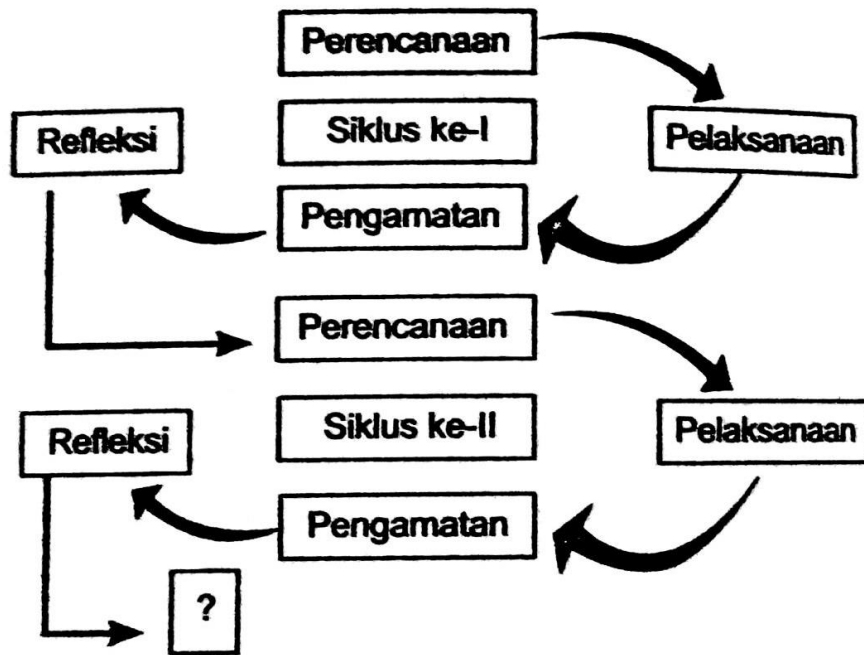 Perencanaan
Refleksi
Siklus ke-I
Pelaksanaan
Pengamatan
Perencanaan
Refleksi
Siklus ke-II
Pelaksanaan
Pengamatan
?